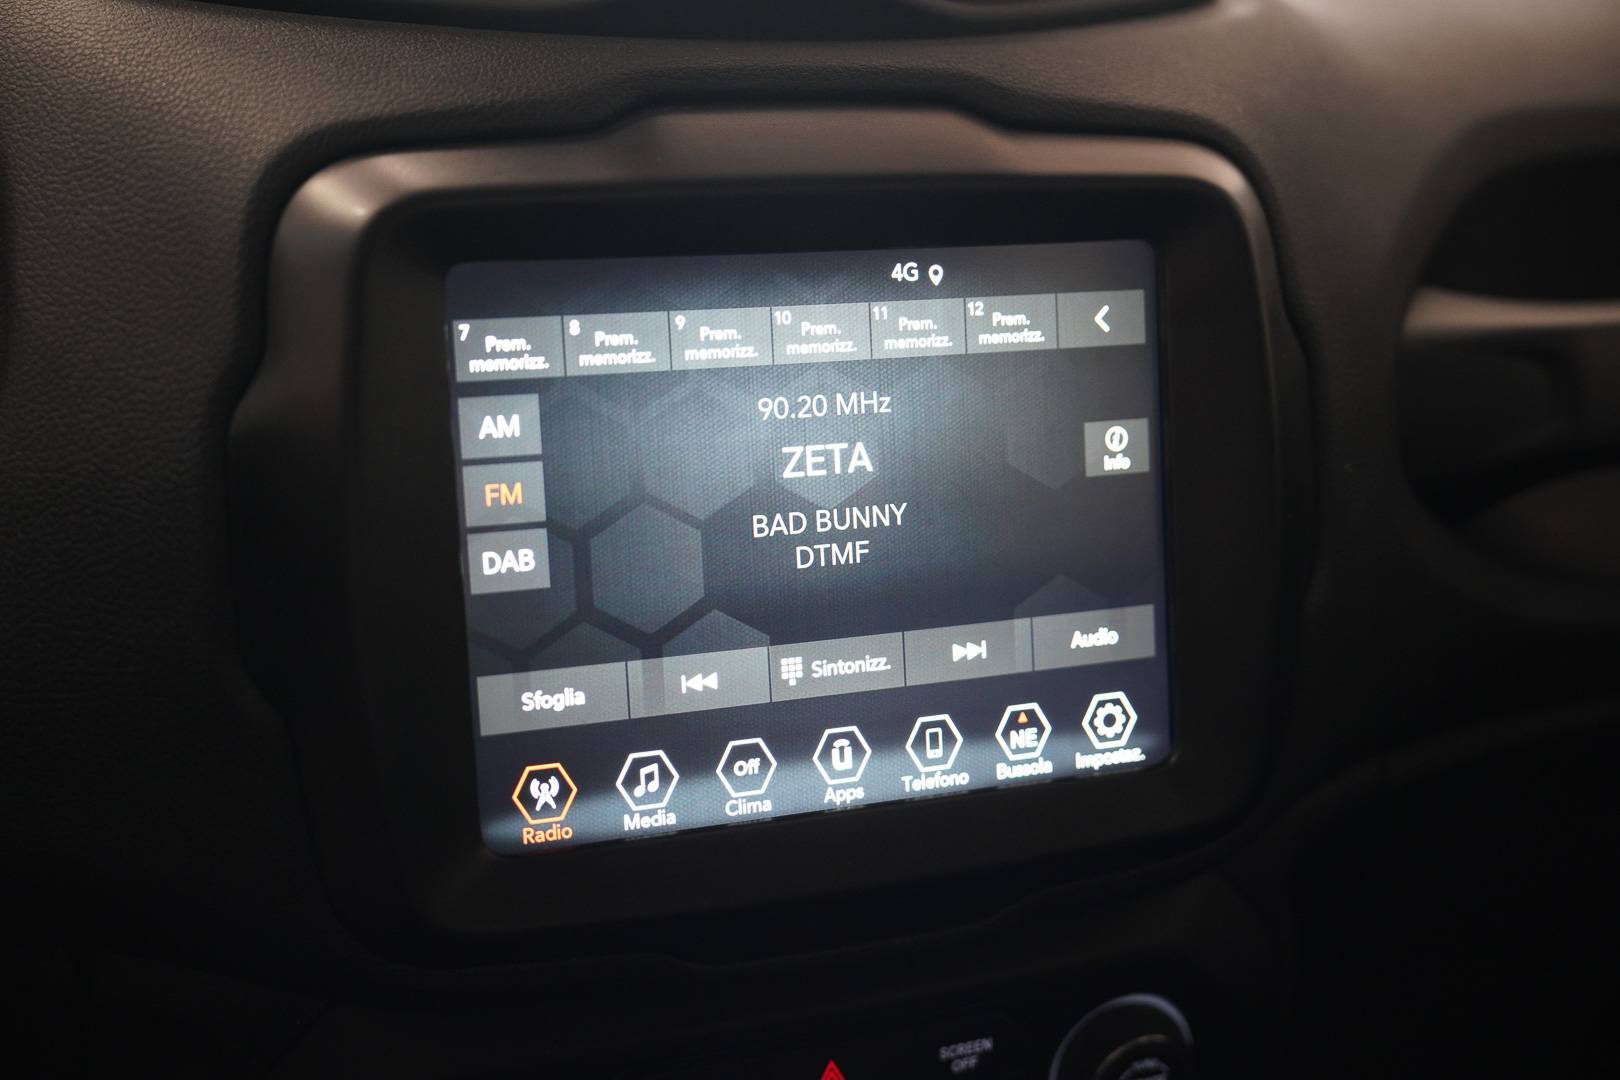 4G
7 Prem. memorizz.
8 Prem. memorizz.
9 Prem. memorizz.
10 Prem. memorizz.
11 Prem. memorizz.
12 Prem. memorizz.
90.20 MHz
AM
ZETA
Info
FM
BAD BUNNY
DTMF
DAB
Sfoglia
Sintonizz.
Audio
Off
NE
Radio
Media
Clima
Apps
Telefono
Bussola
Impostaz.
SCREEN
OFF